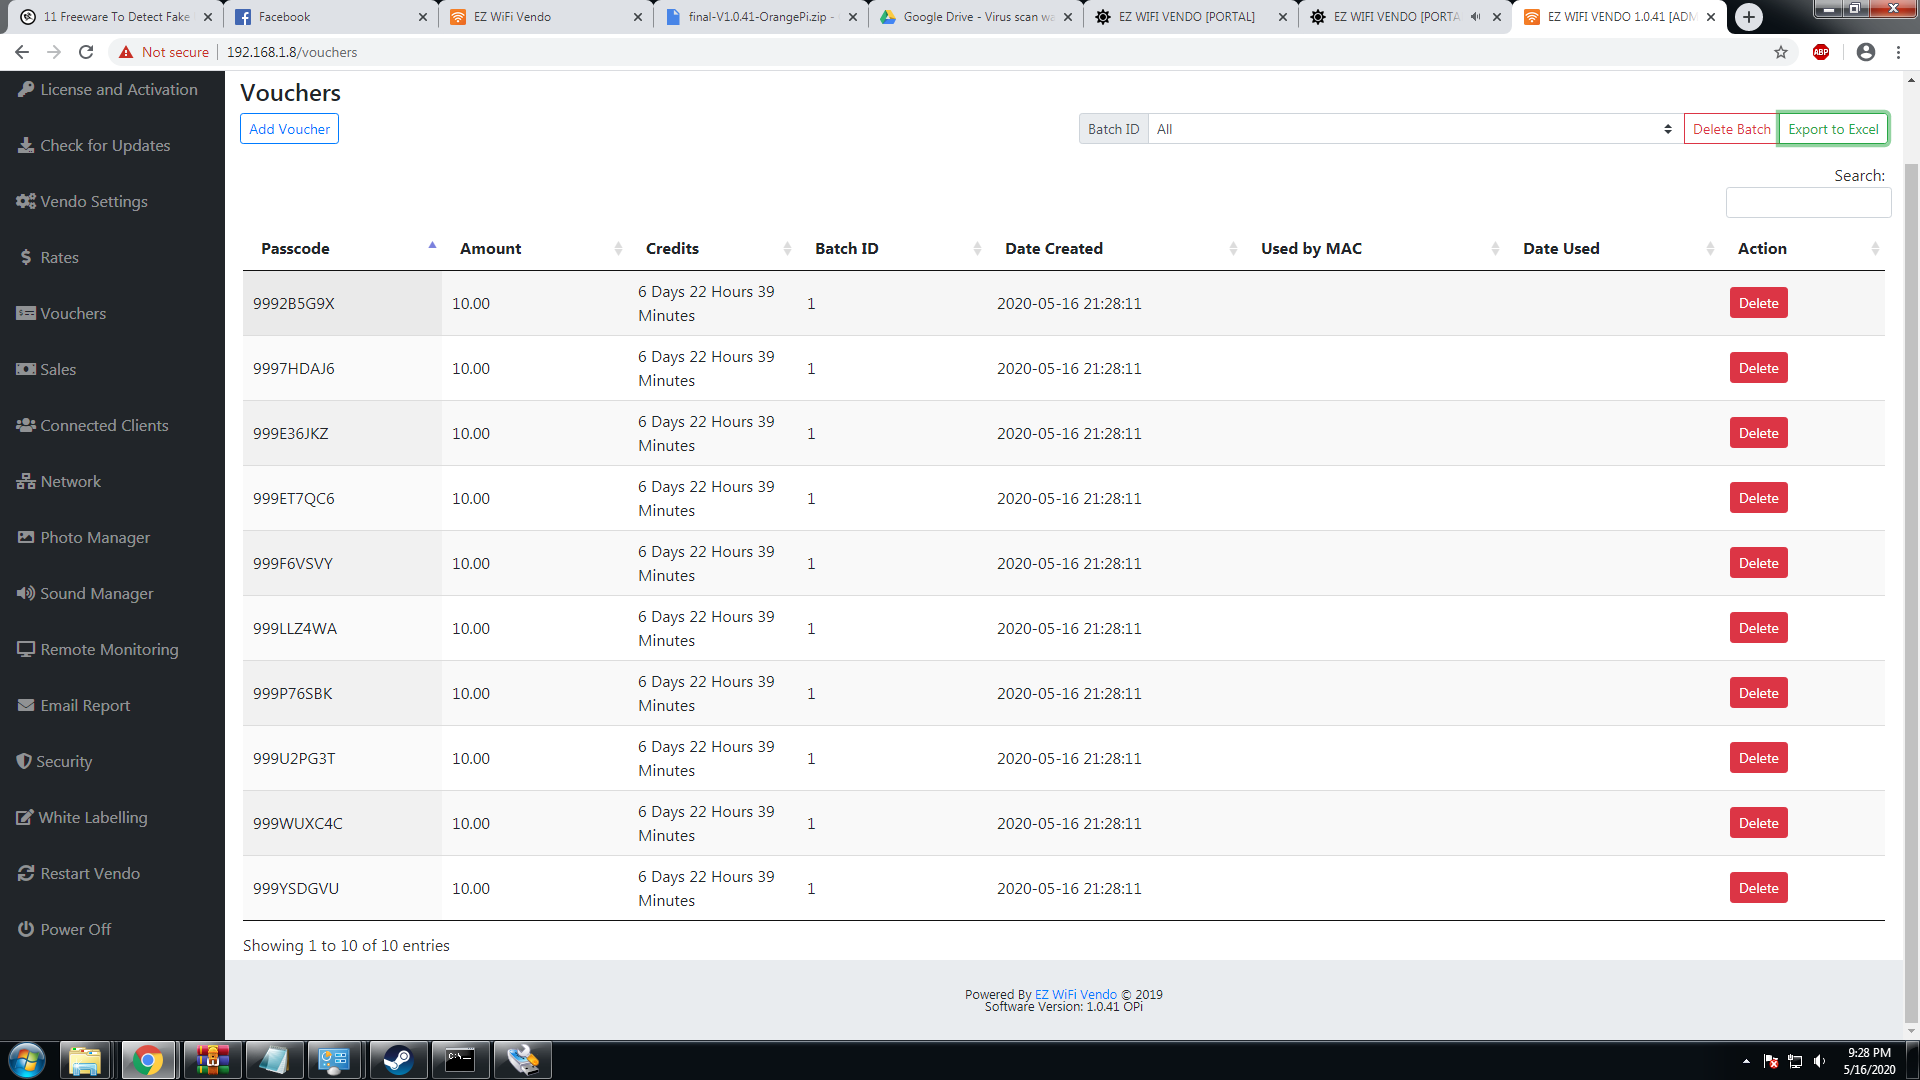 11 Freeware To Detect Fake
Facebook
EZ WiFi Vendo
final-V1.0.41-OrangePi.zip -
Google Drive - Virus scan wa
EZ WIFI VENDO [PORTAL]
EZ WIFI VENDO [PORTA
EZ WIFI VENDO 1.0.41 [ADM
Not secure
192.168.1.8/vouchers
ABP
License and Activation
Check for Updates
Vendo Settings
Rates
Vouchers
Sales
Connected Clients
Network
Photo Manager
Sound Manager
Remote Monitoring
Email Report
Security
White Labelling
Restart Vendo
Power Off
Vouchers
Add Voucher
Batch ID All Delete Batch Export to Excel
Search:
Passcode Amount Credits Batch ID Date Created Used by MAC Date Used Action
9992B5G9X 10.00 6 Days 22 Hours 39 Minutes 1 2020-05-16 21:28:11 Delete
9997HDAJ6 10.00 6 Days 22 Hours 39 Minutes 1 2020-05-16 21:28:11 Delete
999E36JKZ 10.00 6 Days 22 Hours 39 Minutes 1 2020-05-16 21:28:11 Delete
999ET7QC6 10.00 6 Days 22 Hours 39 Minutes 1 2020-05-16 21:28:11 Delete
999F6VSVY 10.00 6 Days 22 Hours 39 Minutes 1 2020-05-16 21:28:11 Delete
999LLZ4WA 10.00 6 Days 22 Hours 39 Minutes 1 2020-05-16 21:28:11 Delete
999P76SBK 10.00 6 Days 22 Hours 39 Minutes 1 2020-05-16 21:28:11 Delete
999U2PG3T 10.00 6 Days 22 Hours 39 Minutes 1 2020-05-16 21:28:11 Delete
999WUXC4C 10.00 6 Days 22 Hours 39 Minutes 1 2020-05-16 21:28:11 Delete
999YSDGVU 10.00 6 Days 22 Hours 39 Minutes 1 2020-05-16 21:28:11 Delete
Showing 1 to 10 of 10 entries
Powered By EZ WiFi Vendo © 2019
Software Version: 1.0.41 OPi
9:28 PM
5/16/2020